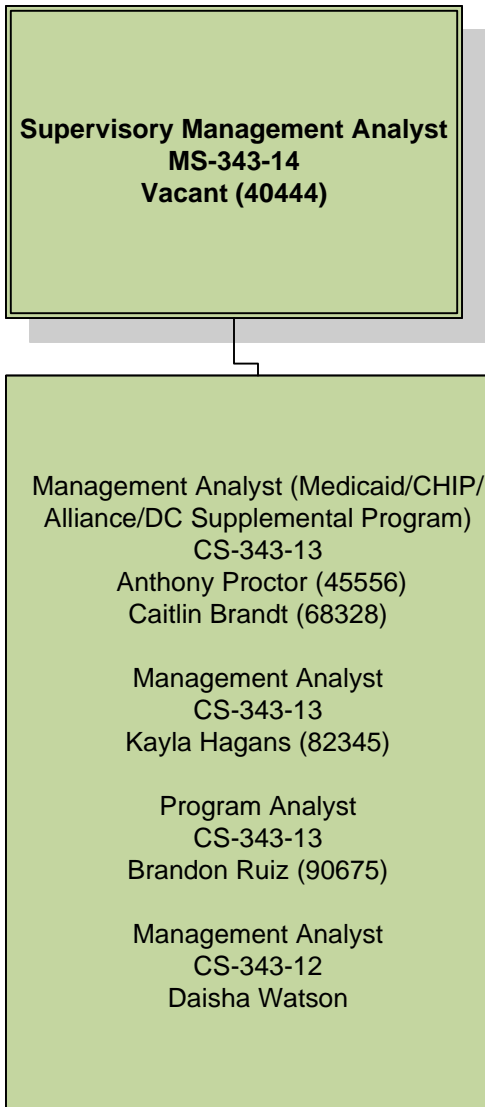 Supervisory Management Analyst
MS-343-14
Vacant (40444)
Management Analyst (Medicaid/CHIP/
Alliance/DC Supplemental Program)
CS-343-13
Anthony Proctor (45556)
Caitlin Brandt (68328)
Management Analyst
CS-343-13
Kayla Hagans (82345)
Program Analyst
CS-343-13
Brandon Ruiz (90675)
Management Analyst
CS-343-12
Daisha Watson